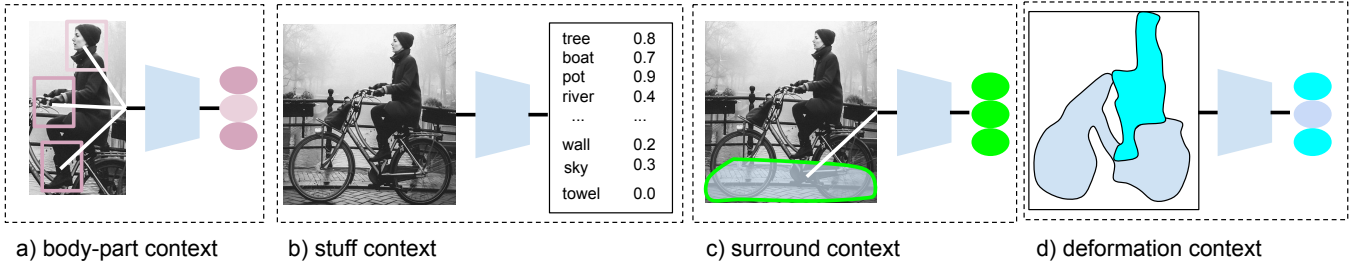 tree 0.8
boat 0.7
pot 0.9
river 0.4
... ...
wall 0.2
sky 0.3
towel 0.0
a) body-part context
b) stuff context
c) surround context
d) deformation context